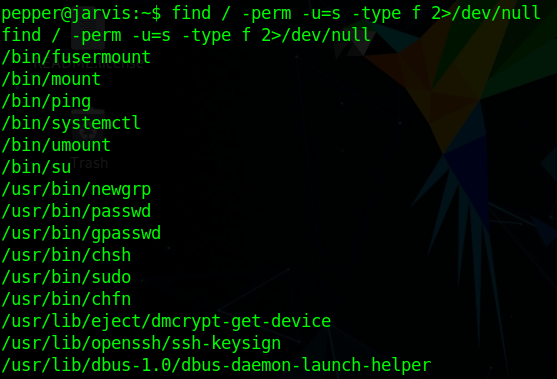 pepper@jarvis:~$ find / -perm -u=s -type f 2>/dev/null
find / -perm -u=s -type f 2>/dev/null
/bin/fusermount
/bin/mount
/bin/ping
/bin/systemctl
/bin/umount
Trash
/bin/su
/usr/bin/newgrp
/usr/bin/passwd
/usr/bin/gpasswd
/usr/bin/chsh
/usr/bin/sudo
/usr/bin/chfn
/usr/lib/eject/dmcrypt-get-device
/usr/lib/openssh/ssh-keysign
/usr/lib/dbus-1.0/dbus-daemon-launch-helper